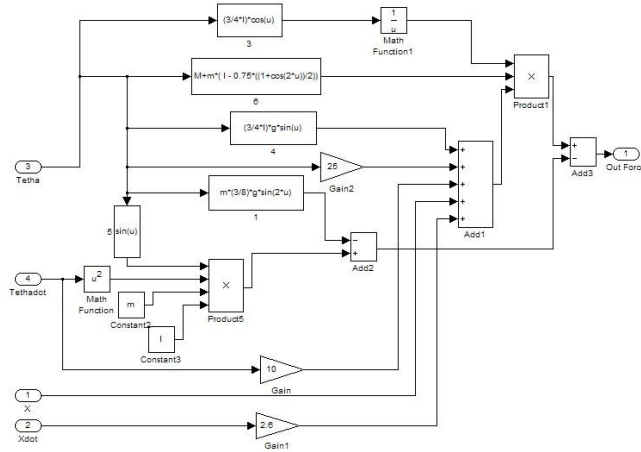 (3/4*l)*cos(u)
3
1
u
Math
Function1
M+m*( l - 0.75*((1+cos(2*u))/2))
6
×
Product1
(3/4*l)*g*sin(u)
4
3
Tetha
25
Gain2
+
+
+
+
+
Add1
+
−
Add3
1
Out Forc
m*(3/8)*g*sin(2*u)
1
5
sin(u)
−
+
Add2
4
Tethadot
u²
Math
Function
m
Constant2
l
Constant3
×
Product5
10
Gain
1
X
2
Xdot
2.6
Gain1